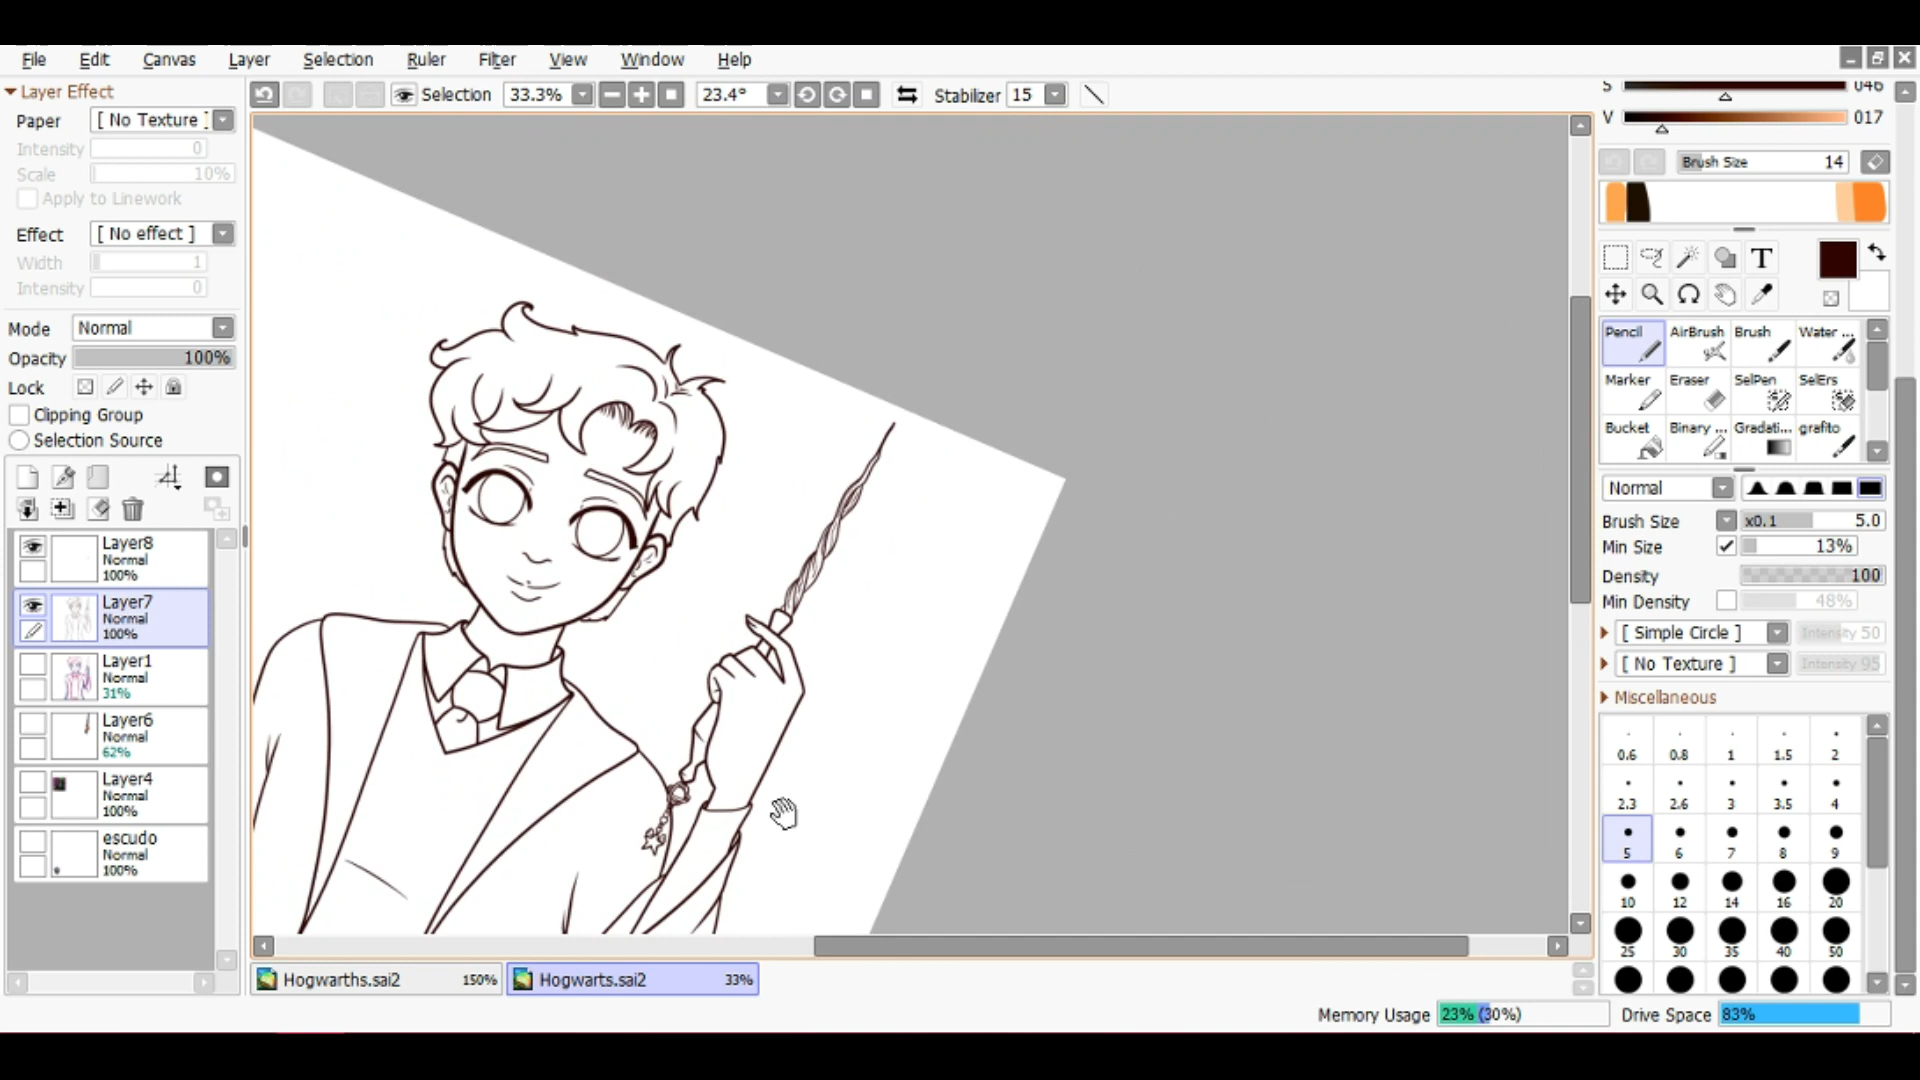 File Edit Canvas Layer Selection Ruler Filter View Window Help
Layer Effect
Paper [ No Texture ]
Intensity 0
Scale 10%
Apply to Linework
Effect [ No effect ]
Width 1
Intensity 0
Mode Normal
Opacity 100%
Lock
Clipping Group
Selection Source
Layer8
Normal
100%
Layer7
Normal
100%
Layer1
Normal
31%
Layer6
Normal
62%
Layer4
Normal
100%
escudo
Normal
100%
Selection 33.3% 23.4° Stabilizer 15
Hogwarths.sai2 150% Hogwarts.sai2 33%
S 046
V 017
Brush Size 14
T
Pencil AirBrush Brush Water ...
Marker Eraser SelPen SelErs
Bucket Binary ... Gradati... grafito
Normal
Brush Size x0.1 5.0
Min Size 13%
Density 100
Min Density 48%
[ Simple Circle ] Intensity 50
[ No Texture ] Intensity 95
Miscellaneous
0.6 0.8 1 1.5 2
2.3 2.6 3 3.5 4
5 6 7 8 9
10 12 14 16 20
25 30 35 40 50
Memory Usage 23% (30%) Drive Space 83%